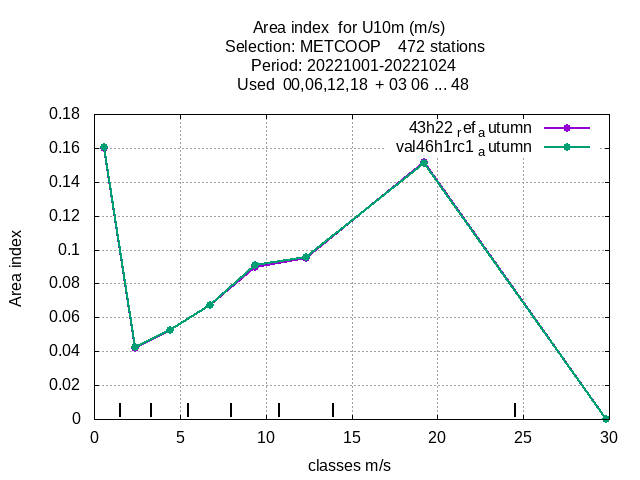 Area index  for U10m (m/s)
Selection: METCOOP    472 stations
Period: 20221001-20221024
Used  00,06,12,18  + 03 06 ... 48
0.18
0.16
0.14
0.12
0.1
0.08
0.06
0.04
0.02
0
Area index
43h22 ref autumn
val46h1rc1 autumn
0 5 10 15 20 25 30
classes m/s